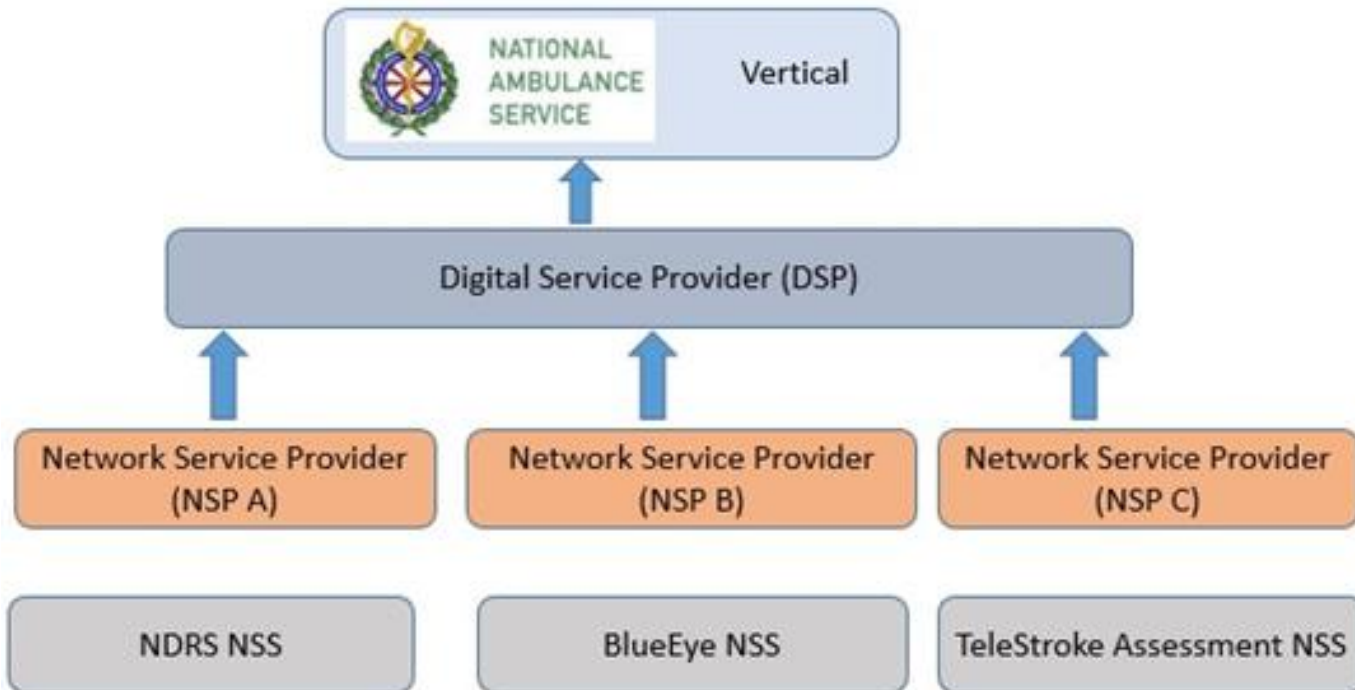 NATIONAL
AMBULANCE
SERVICE
Vertical
Digital Service Provider (DSP)
Network Service Provider
(NSP A)
Network Service Provider
(NSP B)
Network Service Provider
(NSP C)
NDRS NSS
BlueEye NSS
TeleStroke Assessment NSS